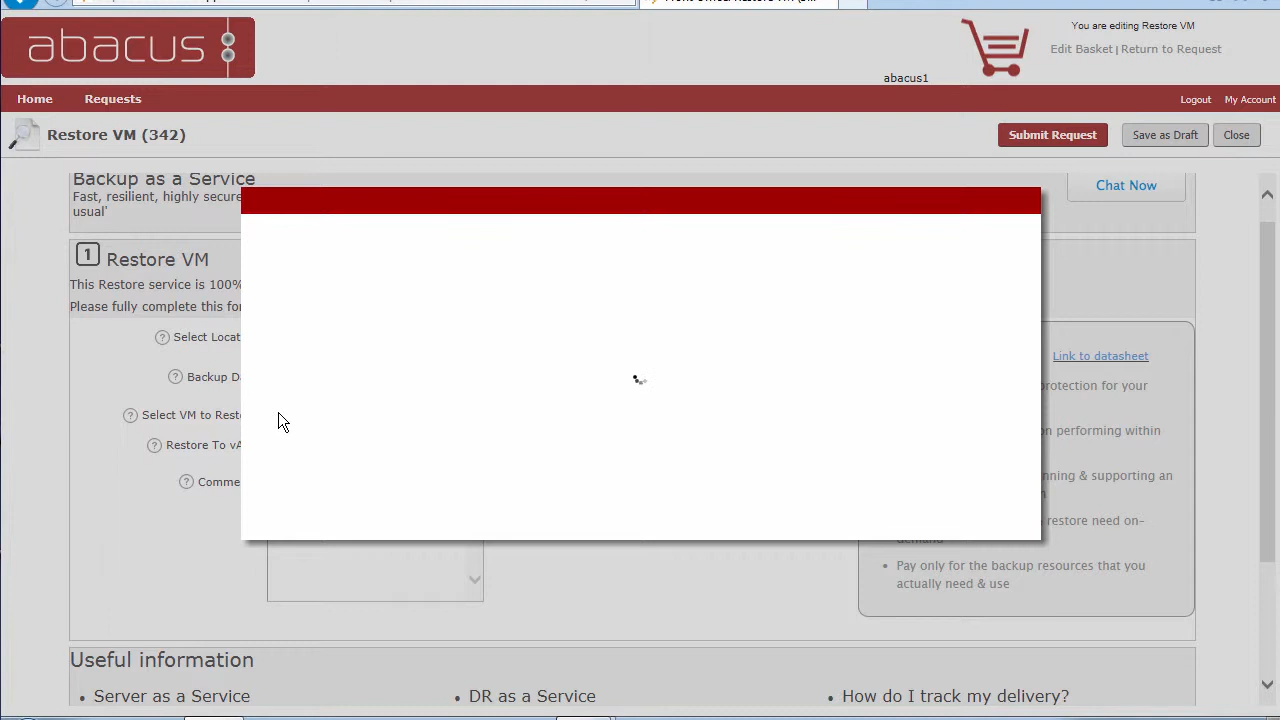 You are editing Restore VM
abacus
Edit Basket | Return to Request
abacus1
Home Requests Logout My Account
Restore VM (342) Submit Request Save as Draft Close
Backup as a Service
Fast, resilient, highly secure
usual'
Chat Now
1 Restore VM
This Restore service is 100%
Please fully complete this for
? Select Locat
? Backup Da
? Select VM to Resto
? Restore To vA
? Comme
Link to datasheet
protection for your
on performing within
nning & supporting an
restore need on-
demand
• Pay only for the backup resources that you
actually need & use
Useful information
• Server as a Service • DR as a Service • How do I track my delivery?